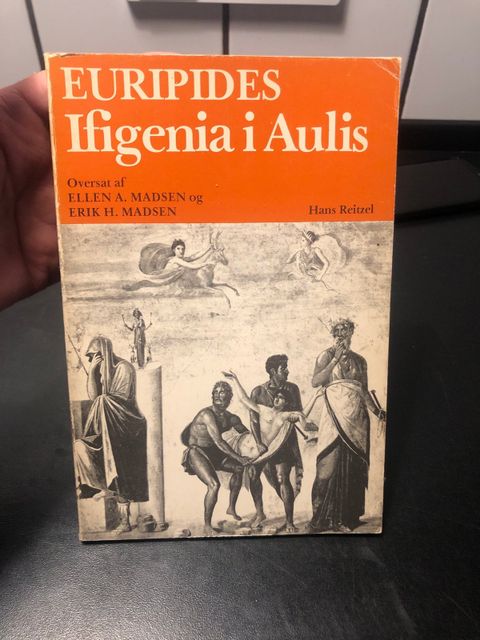 EURIPIDES
Ifigenia i Aulis
Oversat af
ELLEN A. MADSEN og
ERIK H. MADSEN
Hans Reitzel